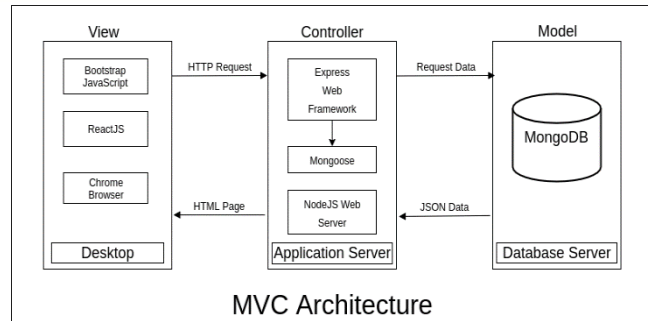 View
Bootstrap
JavaScript
ReactJS
Chrome
Browser
Desktop
HTTP Request
HTML Page
Controller
Express
Web
Framework
Mongoose
NodeJS Web
Server
Application Server
Request Data
JSON Data
Model
MongoDB
Database Server
MVC Architecture